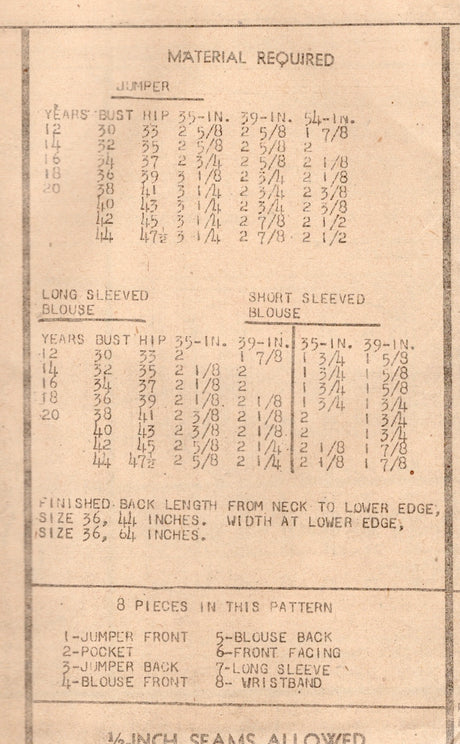 MATERIAL REQUIRED
JUMPER
YEARS BUST HIP 35-IN. 39-IN. 54-IN.
12 30 33 2 5/8 2 5/8 1 7/8
14 32 35 2 5/8 2 5/8 2
16 34 37 2 3/4 2 5/8 2 1/8
18 36 39 3 1/8 2 3/4 2 1/8
20 38 41 3 1/4 2 3/4 2 3/8
40 43 3 1/4 2 3/4 2 3/8
42 45 3 1/4 2 7/8 2 1/2
44 47½ 3 1/4 2 7/8 2 1/2
LONG SLEEVED SHORT SLEEVED
BLOUSE BLOUSE
YEARS BUST HIP 35-IN. 39-IN. 35-IN. 39-IN.
12 30 33 2 1 7/8 1 3/4 1 5/8
14 32 35 2 1/8 2 1 3/4 1 5/8
16 34 37 2 1/8 2 1 3/4 1 5/8
18 36 39 2 1/8 2 1/8 1 3/4 1 3/4
20 38 41 2 3/8 2 1/8 2 1 3/4
40 43 2 3/8 2 1/8 2 1 3/4
42 45 2 5/8 2 1/4 2 1/8 1 7/8
44 47½ 2 5/8 2 1/4 2 1/8 1 7/8
FINISHED BACK LENGTH FROM NECK TO LOWER EDGE,
SIZE 36, 44 INCHES. WIDTH AT LOWER EDGE,
SIZE 36, 64 INCHES.
8 PIECES IN THIS PATTERN
1-JUMPER FRONT 5-BLOUSE BACK
2-POCKET 6-FRONT FACING
3-JUMPER BACK 7-LONG SLEEVE
4-BLOUSE FRONT 8- WRISTBAND
½ INCH SEAMS ALLOWED